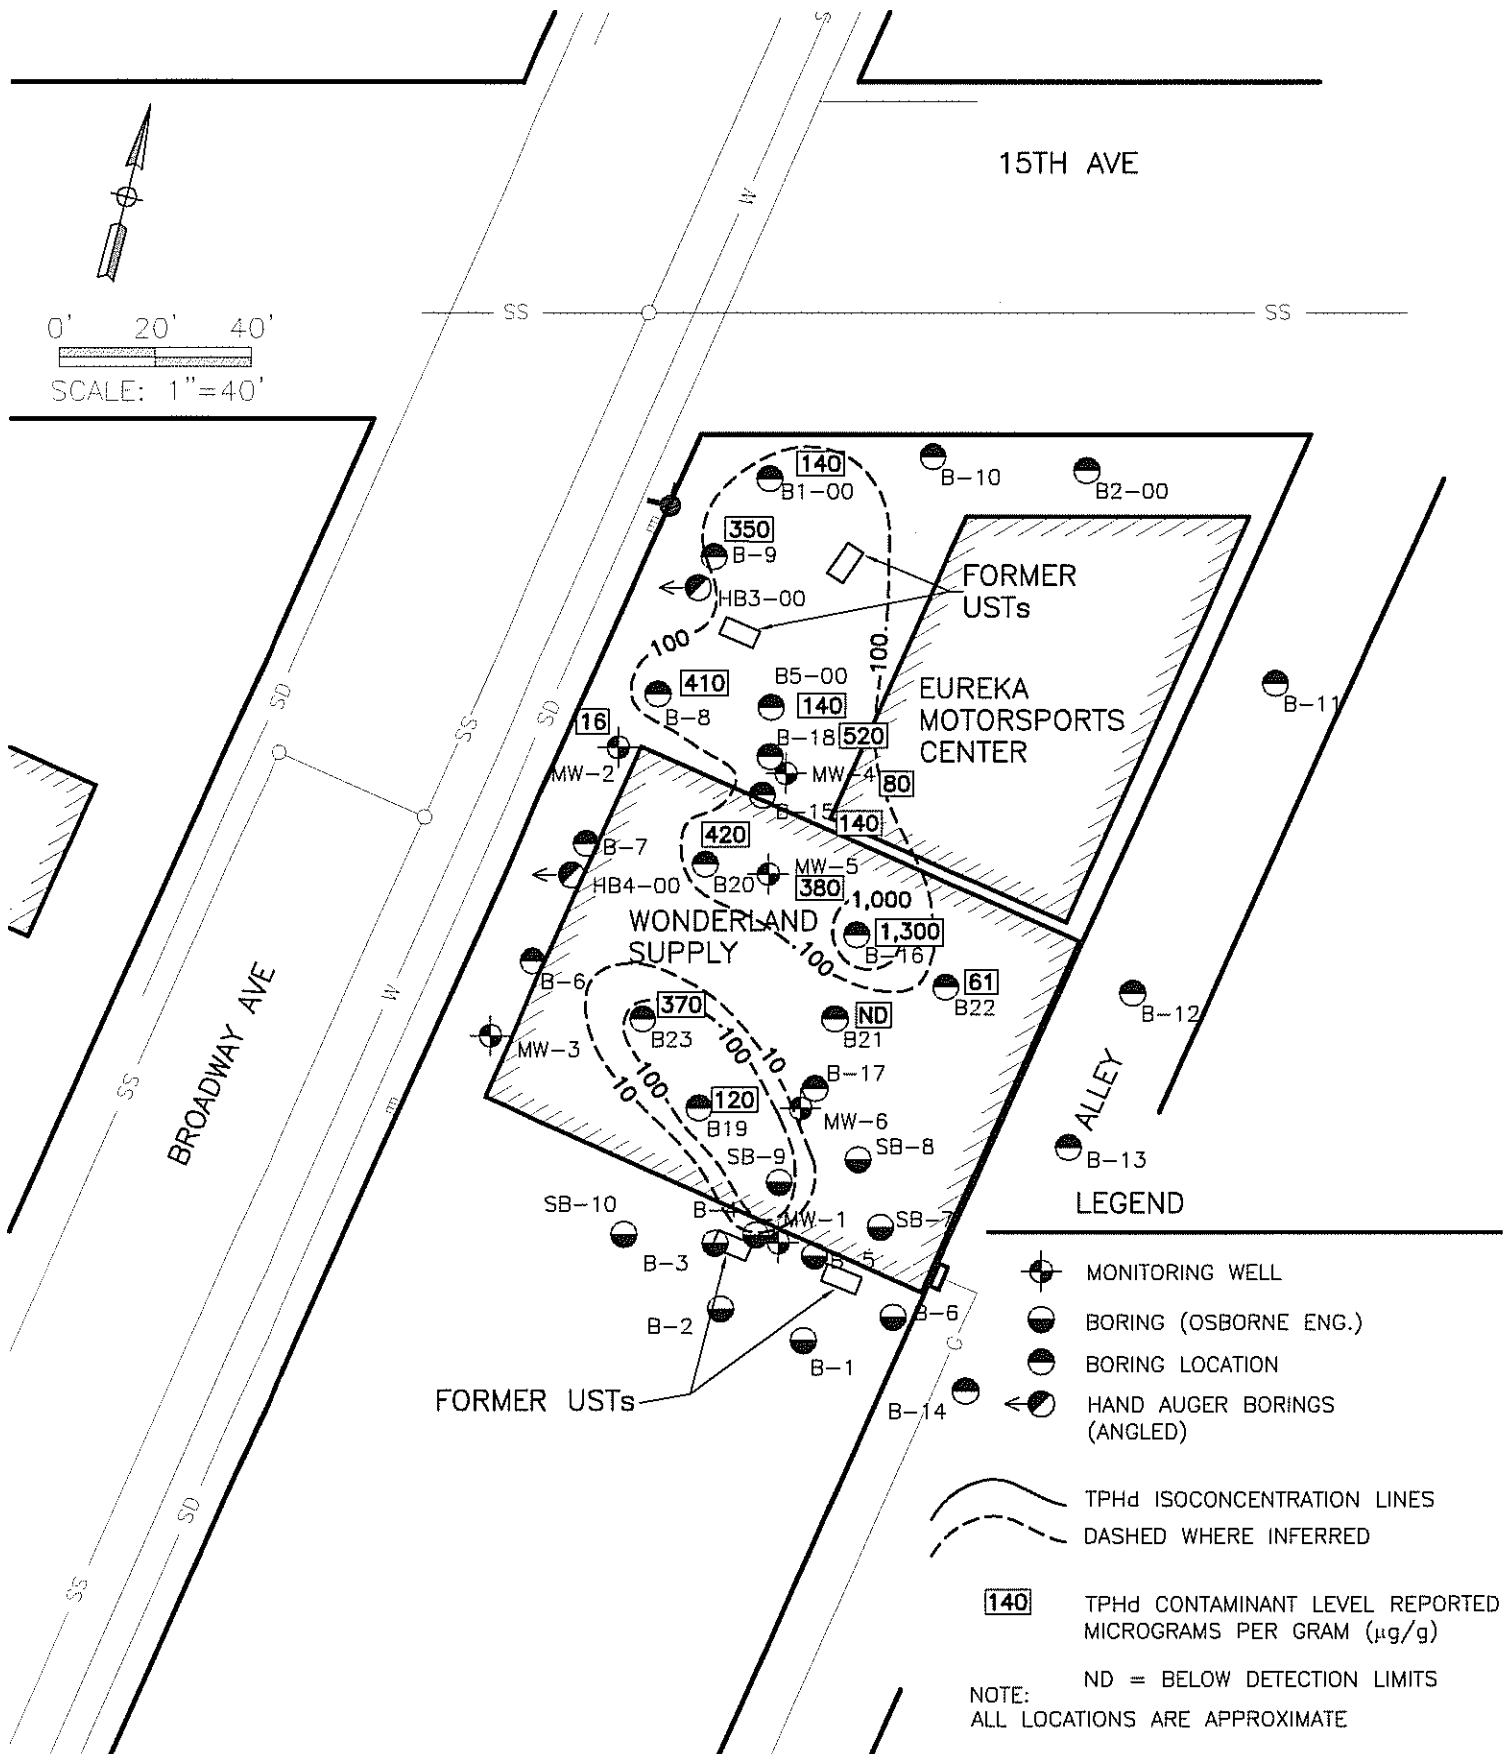 S
15TH AVE
W
0' 20' 40'
SCALE: 1"=40'
SS
SS
140
B1-00
B-10
B2-00
350
B-9
E
HB3-00
FORMER
USTs
100
100
B5-00
410
B-8
140
EUREKA
MOTORSPORTS
CENTER
B-11
SD
SS
SD
16
MW-2
B-18
520
MW-4
80
B-15
140
B-7
420
B20
MW-5
380
HB4-00
1,000
WONDERLAND
SUPPLY
1,300
B-16
100
B-6
61
B22
B-12
370
B23
ND
B21
W
MW-3
100
10
10
100
B-17
BROADWAY AVE
SS
E
120
B19
MW-6
ALLEY
SB-9
SB-8
B-13
LEGEND
SB-10
B-4
MW-1
SB-7
B-3
B-5
MONITORING WELL
B-2
B-6
BORING (OSBORNE ENG.)
B-1
G
BORING LOCATION
FORMER USTs
B-14
HAND AUGER BORINGS
(ANGLED)
SD
TPHd ISOCONCENTRATION LINES
DASHED WHERE INFERRED
SS
140
TPHd CONTAMINANT LEVEL REPORTED
MICROGRAMS PER GRAM (µg/g)
ND = BELOW DETECTION LIMITS
NOTE:
ALL LOCATIONS ARE APPROXIMATE